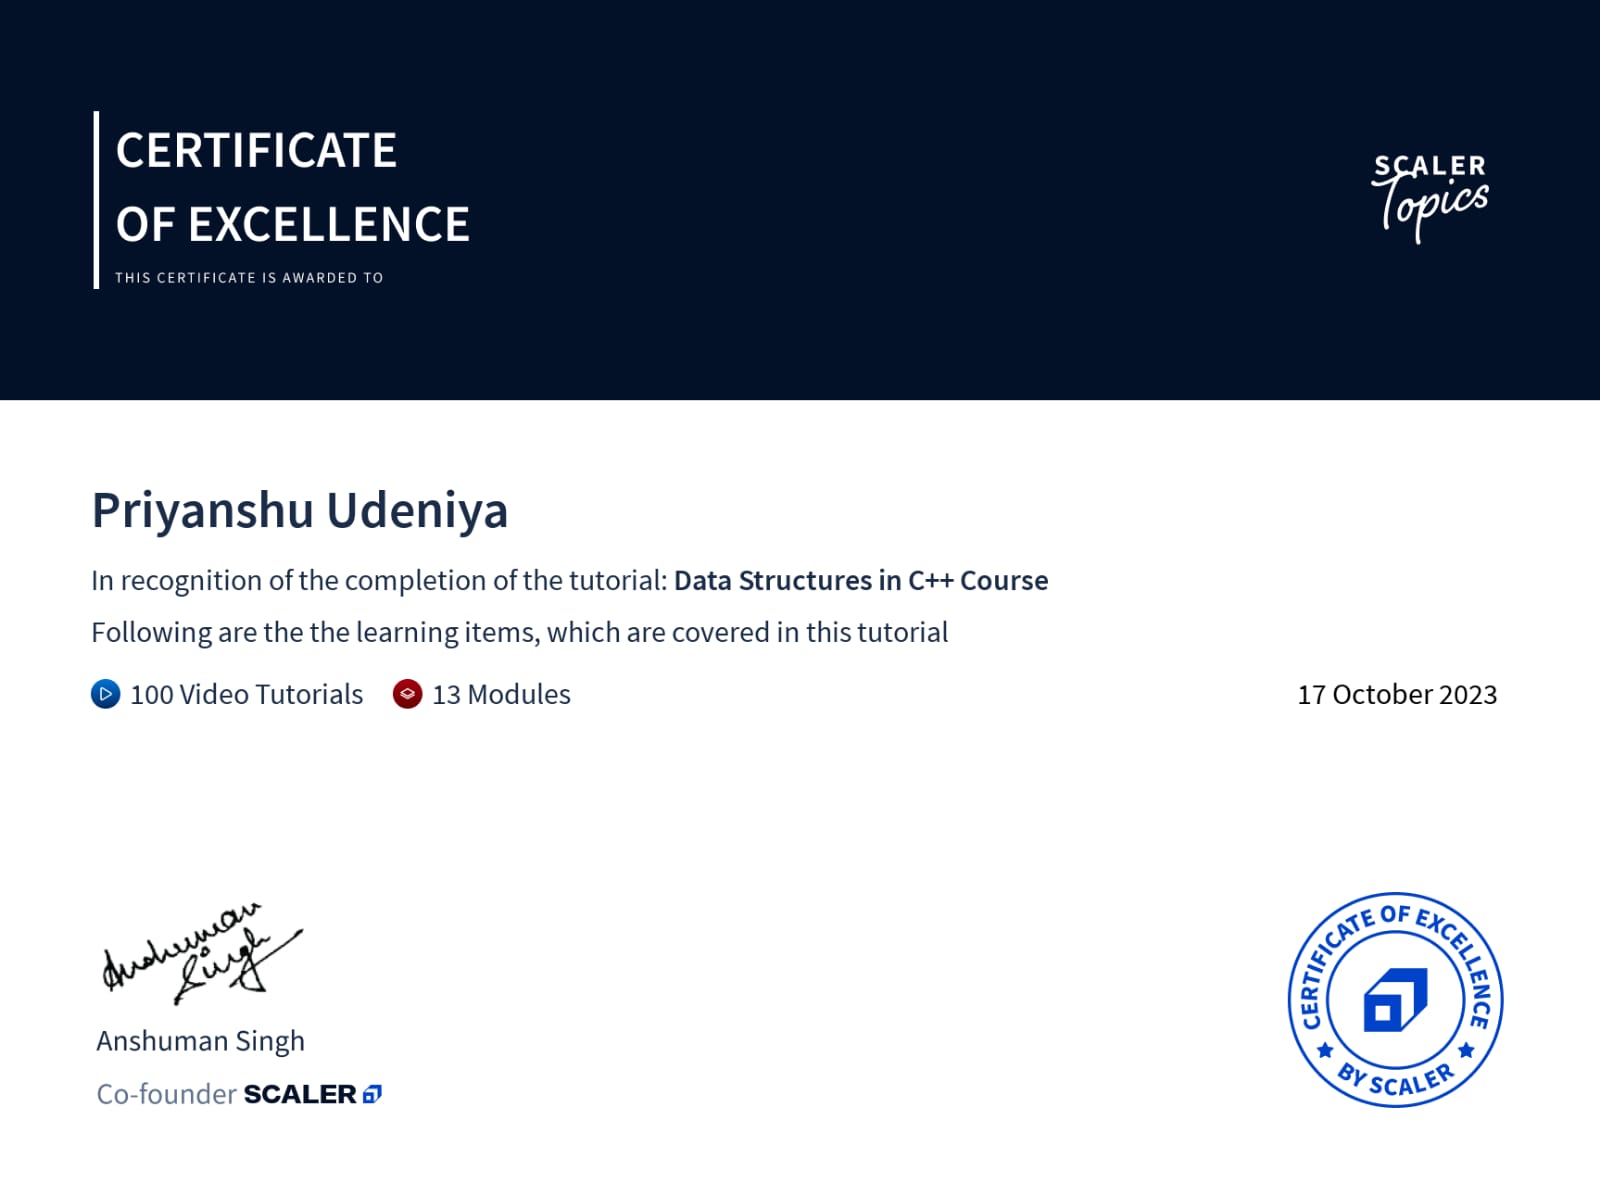 CERTIFICATE
OF EXCELLENCE
THIS CERTIFICATE IS AWARDED TO
SCALER
Topics
Priyanshu Udeniya
In recognition of the completion of the tutorial: Data Structures in C++ Course
Following are the the learning items, which are covered in this tutorial
100 Video Tutorials 13 Modules
17 October 2023
Anshuman
Singh
Anshuman Singh
Co-founder SCALER
CERTIFICATE OF EXCELLENCE
BY SCALER